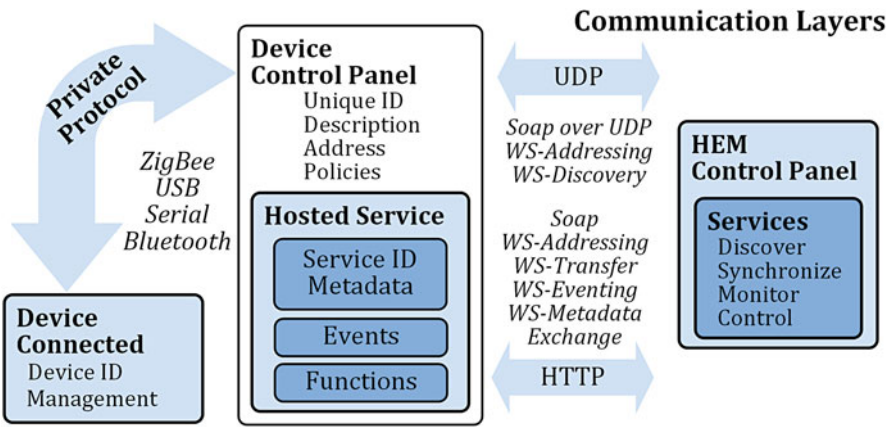 Communication Layers
Private
Protocol
ZigBee
USB
Serial
Bluetooth
Device
Connected
Device ID
Management
Device
Control Panel
Unique ID
Description
Address
Policies
Hosted Service
Service ID
Metadata
Events
Functions
UDP
Soap over UDP
WS-Addressing
WS-Discovery
Soap
WS-Addressing
WS-Transfer
WS-Eventing
WS-Metadata
Exchange
HTTP
HEM
Control Panel
Services
Discover
Synchronize
Monitor
Control